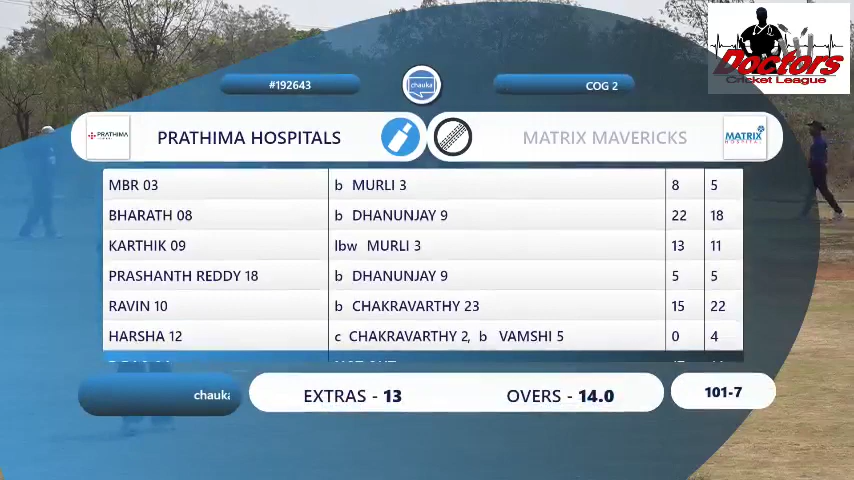 Doctors
Cricket League
#192643
chauka
COG 2
PRATHIMA
PRATHIMA HOSPITALS
MATRIX MAVERICKS
MATRIX
HOSPITAL
MBR 03 b MURLI 3 8 5
BHARATH 08 b DHANUNJAY 9 22 18
KARTHIK 09 lbw MURLI 3 13 11
PRASHANTH REDDY 18 b DHANUNJAY 9 5 5
RAVIN 10 b CHAKRAVARTHY 23 15 22
HARSHA 12 c CHAKRAVARTHY 2, b VAMSHI 5 0 4
chauka
EXTRAS - 13 OVERS - 14.0 101-7